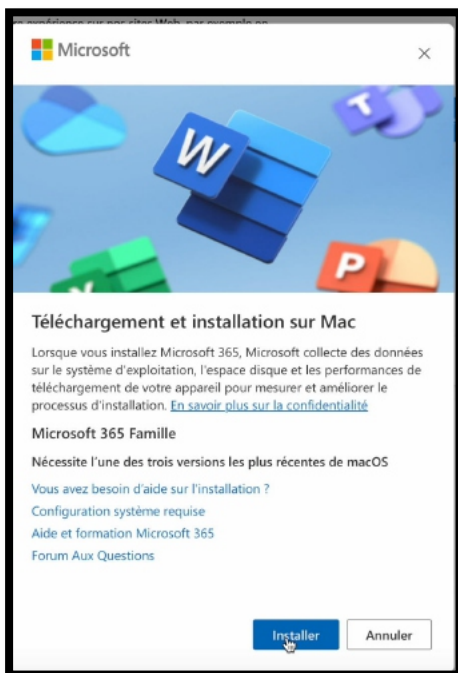 Microsoft
Téléchargement et installation sur Mac
Lorsque vous installez Microsoft 365, Microsoft collecte des données
sur le système d'exploitation, l'espace disque et les performances de
téléchargement de votre appareil pour mesurer et améliorer le
processus d'installation. En savoir plus sur la confidentialité
Microsoft 365 Famille
Nécessite l'une des trois versions les plus récentes de macOS
Vous avez besoin d'aide sur l'installation ?
Configuration système requise
Aide et formation Microsoft 365
Forum Aux Questions
Installer Annuler